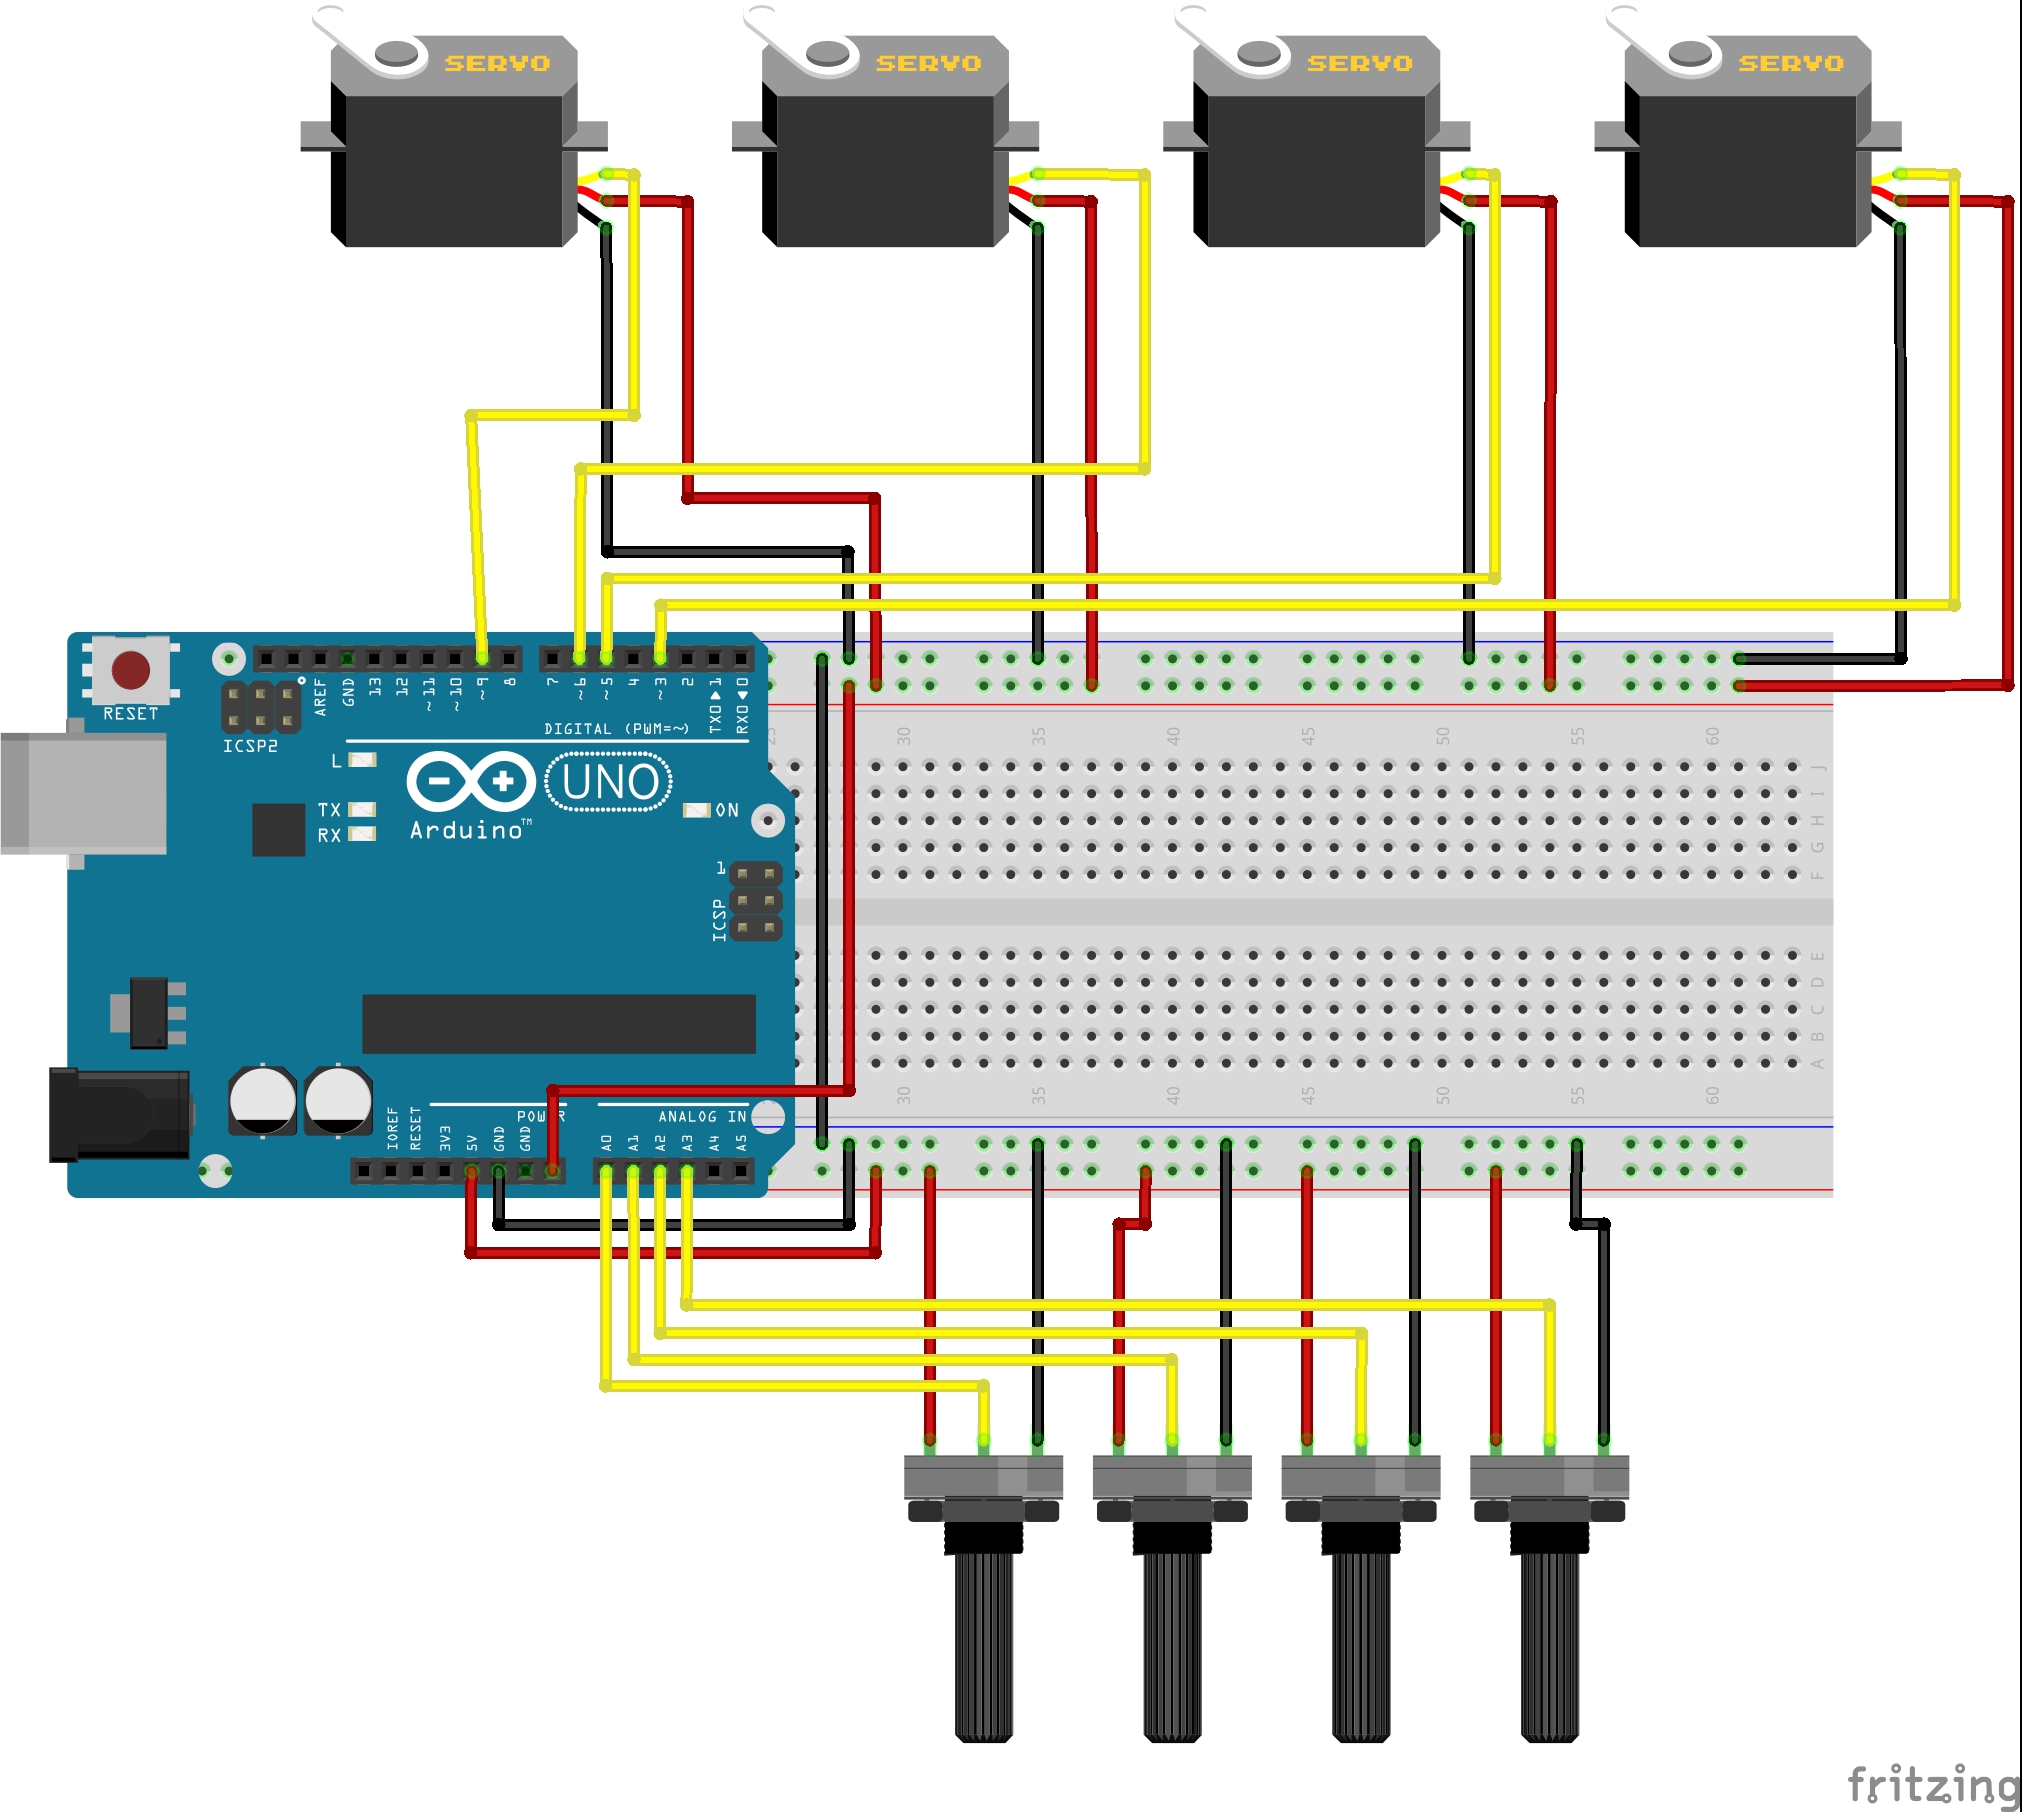 SERVO SERVO SERVO SERVO
RESET
ICSP2
AREF
GND
13
12
~11
~10
~9
8
7
~6
~5
4
~3
2
TX0▶1
RX0◀0
DIGITAL (PWM=~)
L
TX
RX
Arduino™
UNO
ON
1
ICSP
25 30 35 40 45 50 55 60
J
I
H
G
F
E
D
C
B
A
30 35 40 45 50 55 60
IOREF
RESET
3V3
5V
GND
GND
ANALOG IN
A0
A1
A2
A3
A4
A5
fritzing